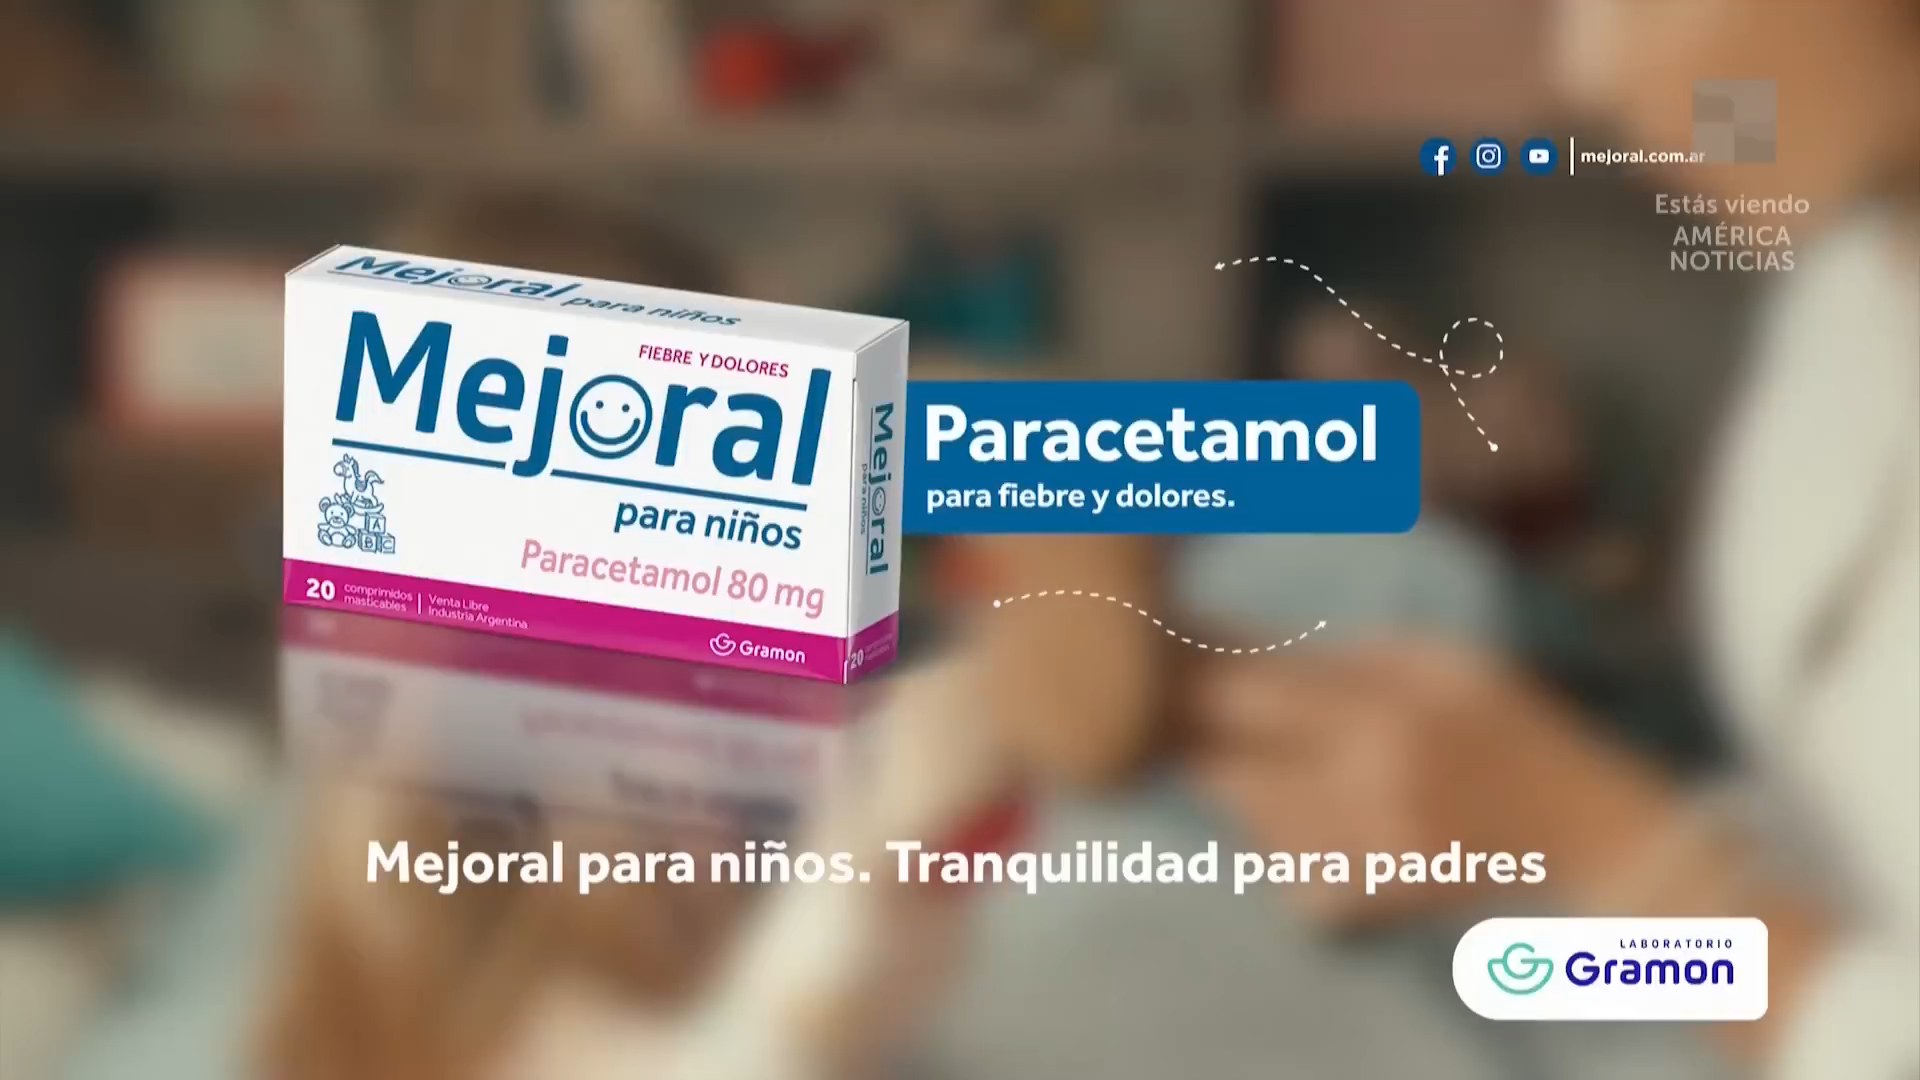 mejoral.com.ar
Estás viendo
AMÉRICA
NOTICIAS
Mejoral para niños
FIEBRE Y DOLORES
Mejoral
para niños
Paracetamol 80 mg
A
B C
20 comprimidos masticables
Venta Libre
Industria Argentina
Gramon
Mejoral
para niños
20
Paracetamol
para fiebre y dolores.
Mejoral para niños. Tranquilidad para padres
LABORATORIO
Gramon